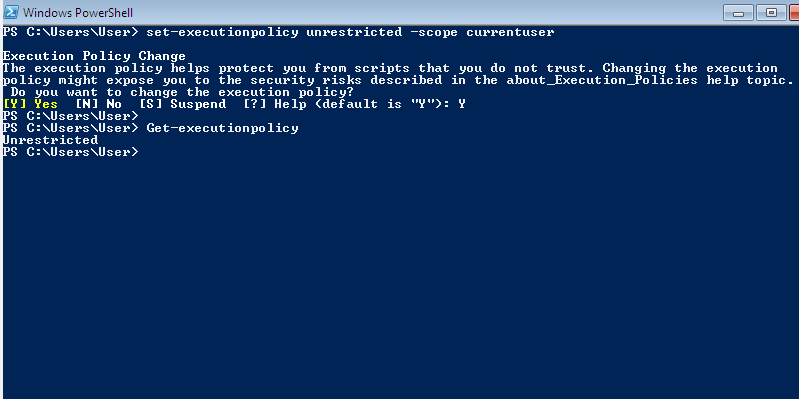 Windows PowerShell
PS C:\Users\User> set-executionpolicy unrestricted -scope currentuser
Execution Policy Change
The execution policy helps protect you from scripts that you do not trust. Changing the execution
policy might expose you to the security risks described in the about_Execution_Policies help topic.
Do you want to change the execution policy?
[Y] Yes  [N] No  [S] Suspend  [?] Help (default is "Y"): Y
PS C:\Users\User>
PS C:\Users\User> Get-executionpolicy
Unrestricted
PS C:\Users\User>